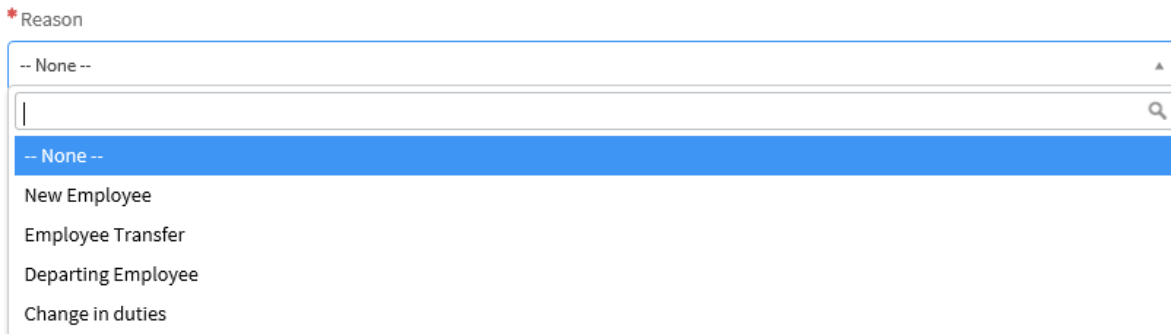 * Reason
-- None --
-- None --
New Employee
Employee Transfer
Departing Employee
Change in duties